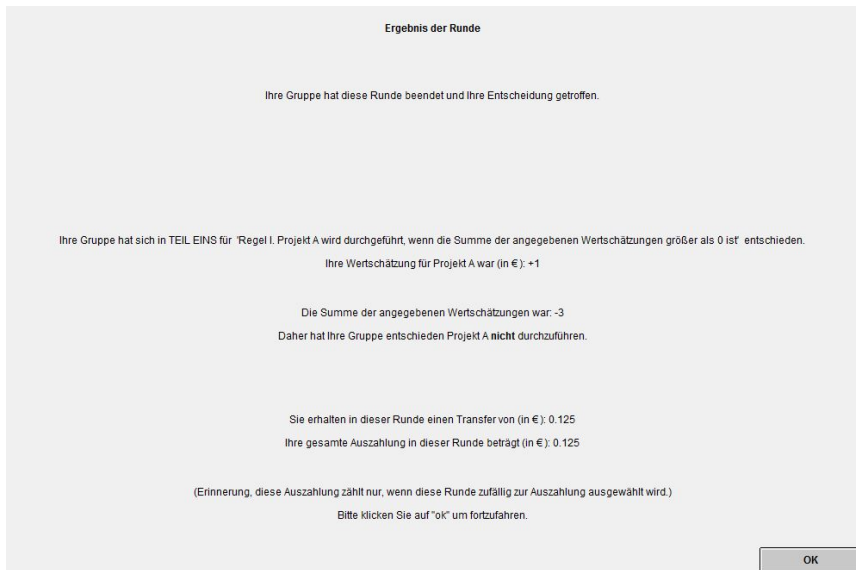 Ergebnis der Runde
Ihre Gruppe hat diese Runde beendet und Ihre Entscheidung getroffen.
Ihre Gruppe hat sich in TEIL EINS für 'Regel I. Projekt A wird durchgeführt, wenn die Summe der angegebenen Wertschätzungen größer als 0 ist' entschieden.
Ihre Wertschätzung für Projekt A war (in €): +1
Die Summe der angegebenen Wertschätzungen war: -3
Daher hat Ihre Gruppe entschieden Projekt A nicht durchzuführen.
Sie erhalten in dieser Runde einen Transfer von (in €): 0.125
Ihre gesamte Auszahlung in dieser Runde beträgt (in €): 0.125
(Erinnerung, diese Auszahlung zählt nur, wenn diese Runde zufällig zur Auszahlung ausgewählt wird.)
Bitte klicken Sie auf "ok" um fortzufahren.
OK